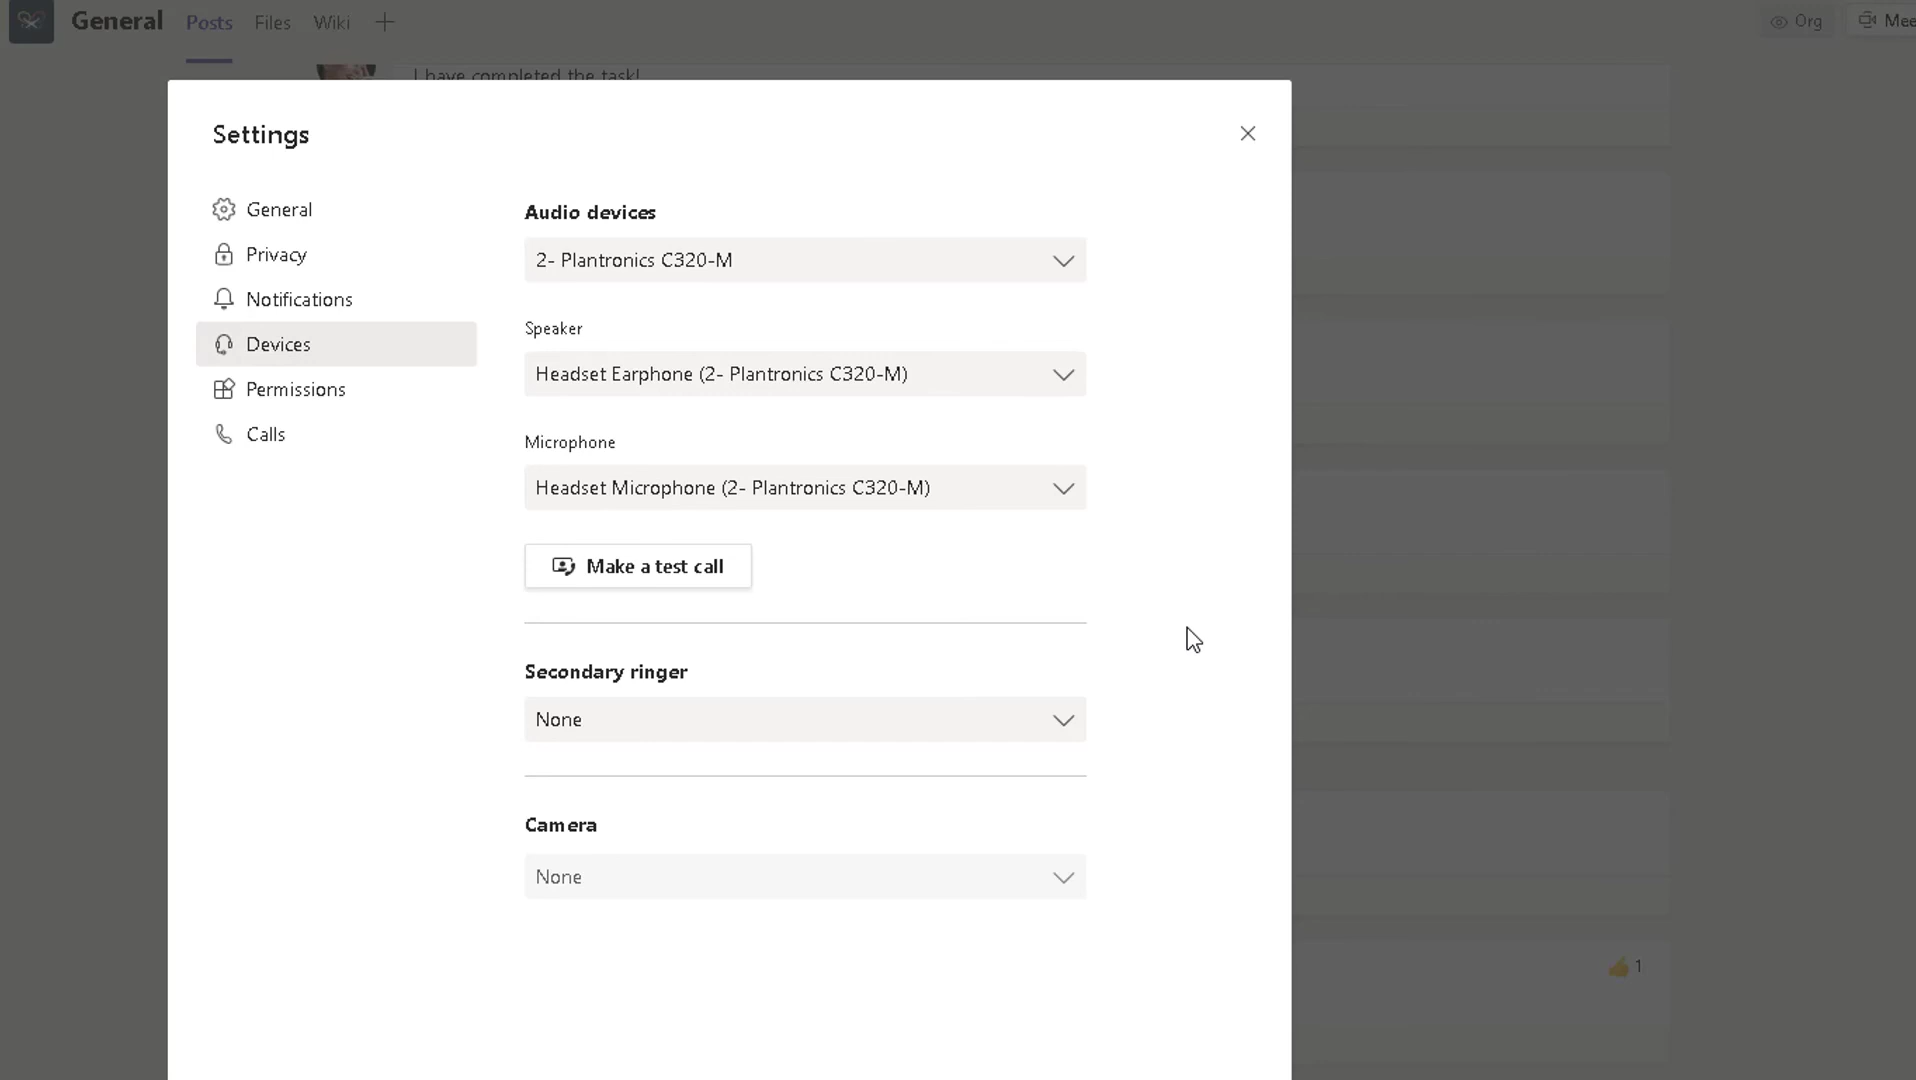 General Posts Files Wiki
Org
I have completed the task!
Settings
General
Privacy
Notifications
Devices
Permissions
Calls
Audio devices
2- Plantronics C320-M
Speaker
Headset Earphone (2- Plantronics C320-M)
Microphone
Headset Microphone (2- Plantronics C320-M)
Make a test call
Secondary ringer
None
Camera
None
1